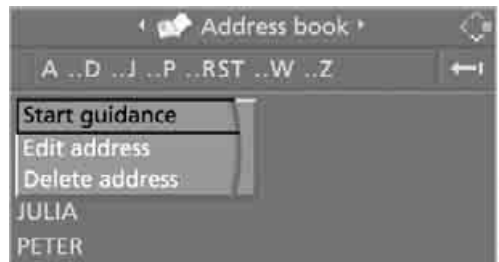 Address book
A ..D ..J ..P ..RST ..W ..Z
Start guidance
Edit address
Delete address
JULIA
PETER